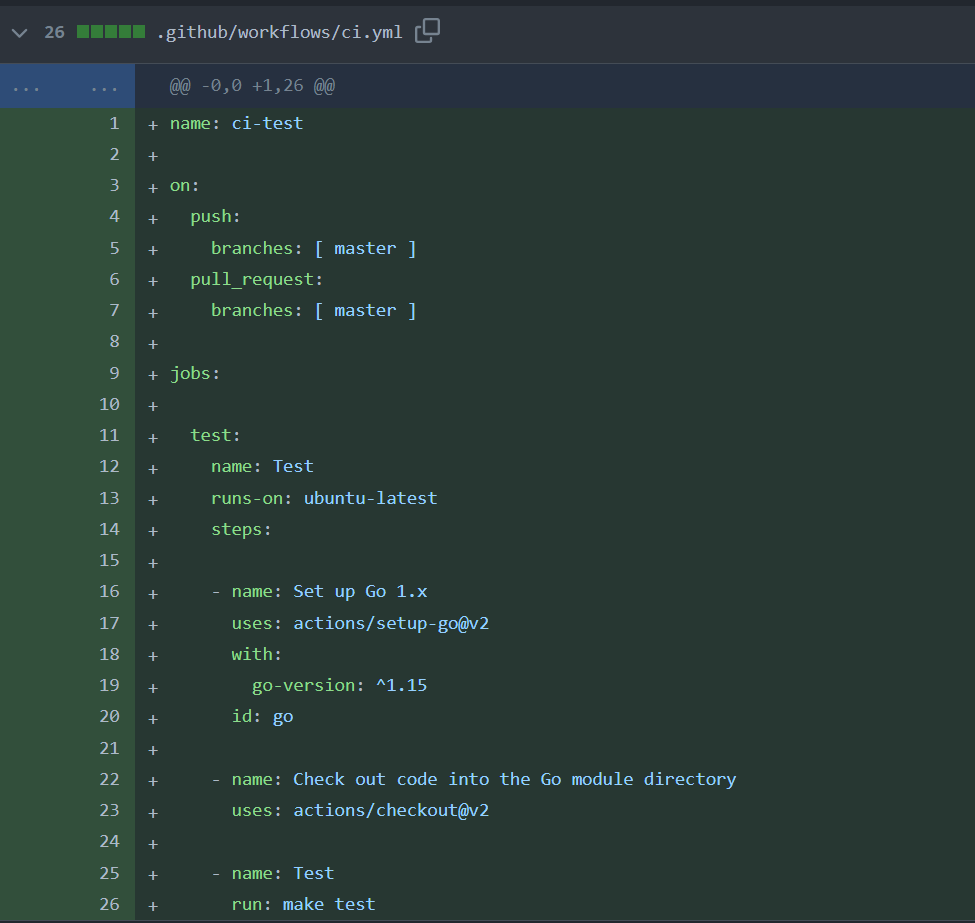 26 .github/workflows/ci.yml
... ... @@ -0,0 +1,26 @@
1 + name: ci-test
2 +
3 + on:
4 +   push:
5 +     branches: [ master ]
6 +   pull_request:
7 +     branches: [ master ]
8 +
9 + jobs:
10 +
11 +   test:
12 +     name: Test
13 +     runs-on: ubuntu-latest
14 +     steps:
15 +
16 +     - name: Set up Go 1.x
17 +       uses: actions/setup-go@v2
18 +       with:
19 +         go-version: ^1.15
20 +       id: go
21 +
22 +     - name: Check out code into the Go module directory
23 +       uses: actions/checkout@v2
24 +
25 +     - name: Test
26 +       run: make test